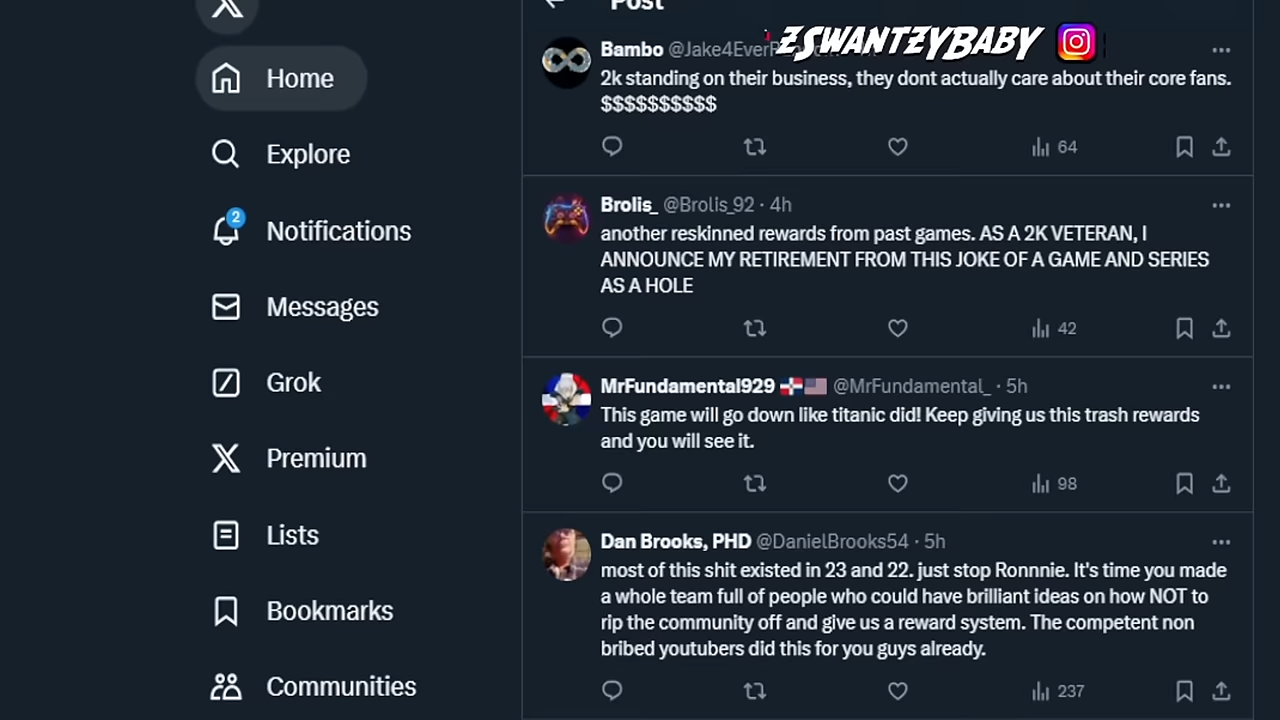 Post
ZSWANTZYBABY
Bambo @Jake4Ever
2k standing on their business, they dont actually care about their core fans.
$$$$$$$$$$
64
Brolis_ @Brolis_92 · 4h
another reskinned rewards from past games. AS A 2K VETERAN, I
ANNOUNCE MY RETIREMENT FROM THIS JOKE OF A GAME AND SERIES
AS A HOLE
42
MrFundamental929 @MrFundamental_ · 5h
This game will go down like titanic did! Keep giving us this trash rewards
and you will see it.
98
Dan Brooks, PHD @DanielBrooks54 · 5h
most of this shit existed in 23 and 22. just stop Ronnnie. It's time you made
a whole team full of people who could have brilliant ideas on how NOT to
rip the community off and give us a reward system. The competent non
bribed youtubers did this for you guys already.
237
Home
Explore
2
Notifications
Messages
Grok
Premium
Lists
Bookmarks
Communities